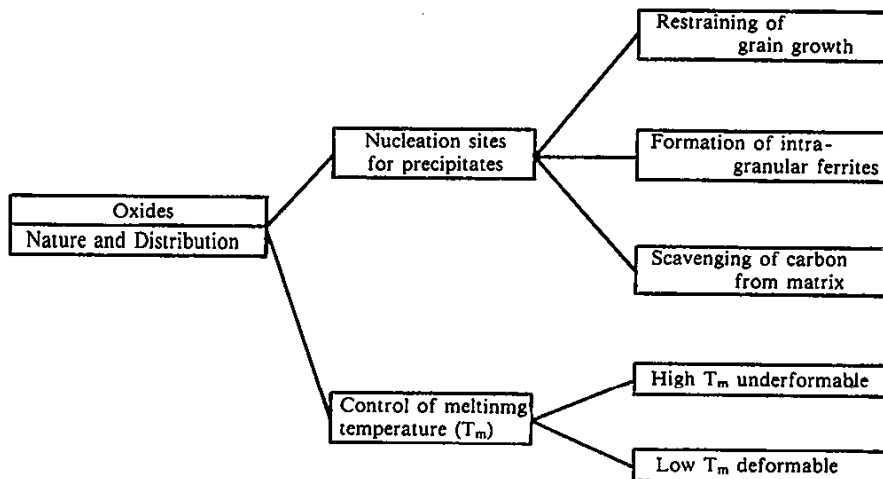 Restraining of
grain growth
Nucleation sites
for precipitates
Formation of intra-
granular ferrites
Oxides
Nature and Distribution
Scavenging of carbon
from matrix
Control of meltinmg
temperature (Tm)
High Tm underformable
Low Tm deformable